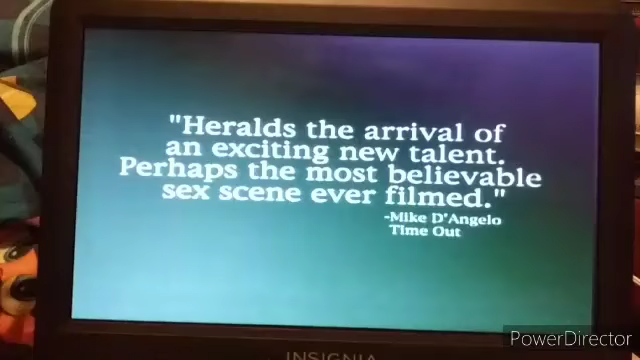 "Heralds the arrival of
an exciting new talent.
Perhaps the most believable
sex scene ever filmed."
-Mike D'Angelo
Time Out
PowerDirector
INSIGNIA